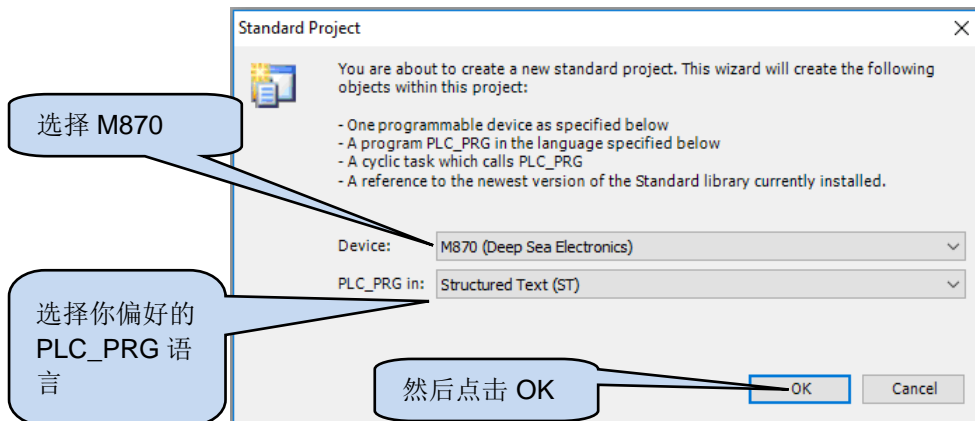 Standard Project
You are about to create a new standard project. This wizard will create the following
objects within this project:
- One programmable device as specified below
- A program PLC_PRG in the language specified below
- A cyclic task which calls PLC_PRG
- A reference to the newest version of the Standard library currently installed.
选择 M870
Device:
M870 (Deep Sea Electronics)
PLC_PRG in:
Structured Text (ST)
选择你偏好的
PLC_PRG 语
言
然后点击 OK
OK
Cancel